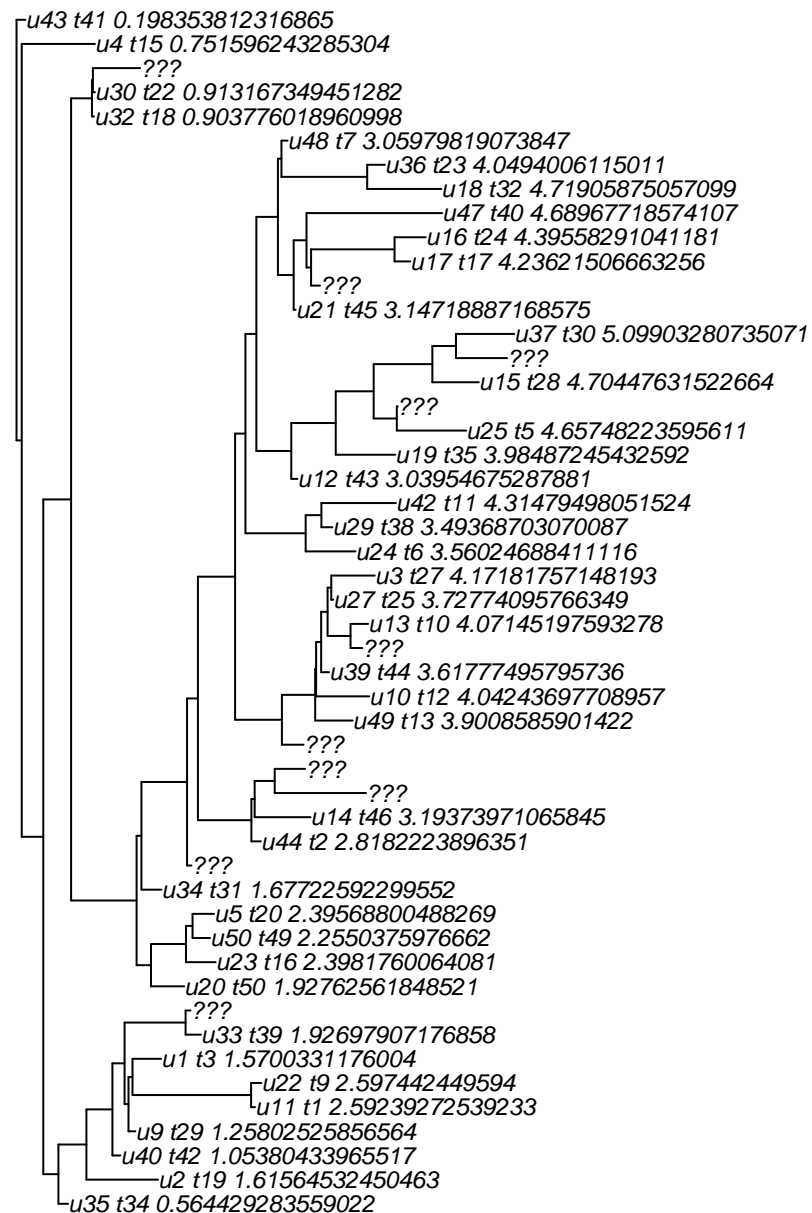 u43 t41 0.198353812316865
u4 t15 0.751596243285304
???
u30 t22 0.913167349451282
u32 t18 0.903776018960998
u48 t7 3.05979819073847
u36 t23 4.0494006115011
u18 t32 4.71905875057099
u47 t40 4.68967718574107
u16 t24 4.39558291041181
u17 t17 4.23621506663256
???
u21 t45 3.14718887168575
u37 t30 5.09903280735071
???
u15 t28 4.70447631522664
???
u25 t5 4.65748223595611
u19 t35 3.98487245432592
u12 t43 3.03954675287881
u42 t11 4.31479498051524
u29 t38 3.49368703070087
u24 t6 3.56024688411116
u3 t27 4.17181757148193
u27 t25 3.72774095766349
u13 t10 4.07145197593278
???
u39 t44 3.61777495795736
u10 t12 4.04243697708957
u49 t13 3.9008585901422
???
???
???
u14 t46 3.19373971065845
u44 t2 2.8182223896351
???
u34 t31 1.67722592299552
u5 t20 2.39568800488269
u50 t49 2.2550375976662
u23 t16 2.3981760064081
u20 t50 1.92762561848521
???
u33 t39 1.92697907176858
u1 t3 1.5700331176004
u22 t9 2.597442449594
u11 t1 2.59239272539233
u9 t29 1.25802525856564
u40 t42 1.05380433965517
u2 t19 1.61564532450463
u35 t34 0.564429283559022